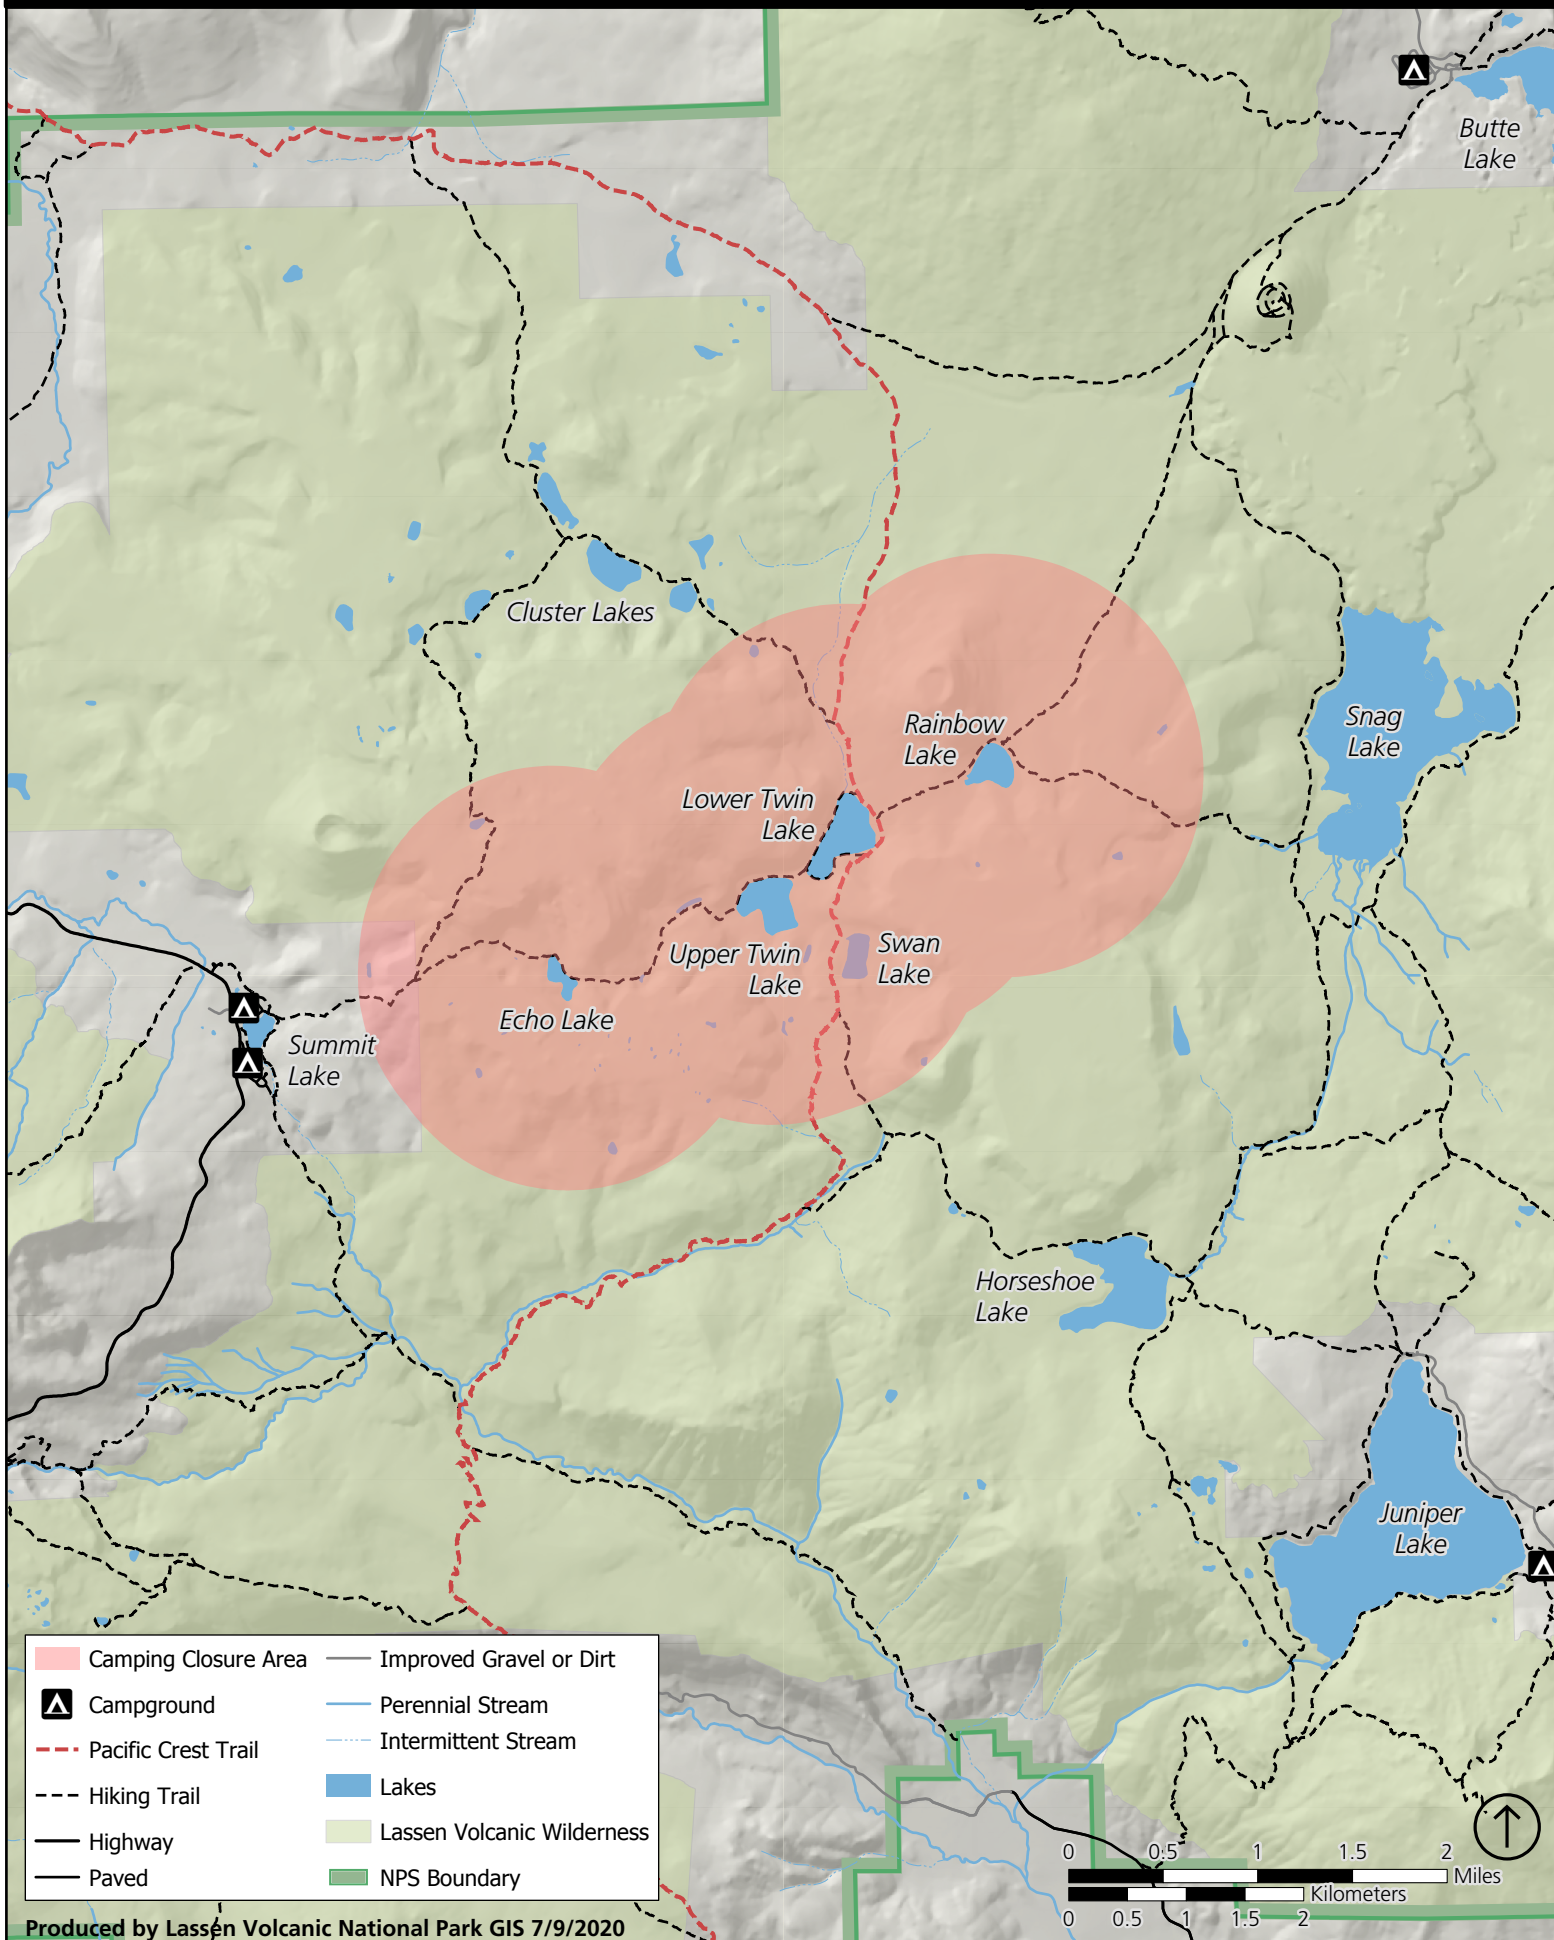 Butte
Lake
Cluster Lakes
Rainbow
Lake
Snag
Lake
Lower Twin
Lake
Upper Twin
Lake
Swan
Lake
Echo Lake
Summit
Lake
Horseshoe
Lake
Juniper
Lake
Camping Closure Area
Campground
Pacific Crest Trail
Hiking Trail
Highway
Paved
Improved Gravel or Dirt
Perennial Stream
Intermittent Stream
Lakes
Lassen Volcanic Wilderness
NPS Boundary
0 0.5 1 1.5 2
Miles
Kilometers
0 0.5 1 1.5 2
Produced by Lassen Volcanic National Park GIS 7/9/2020